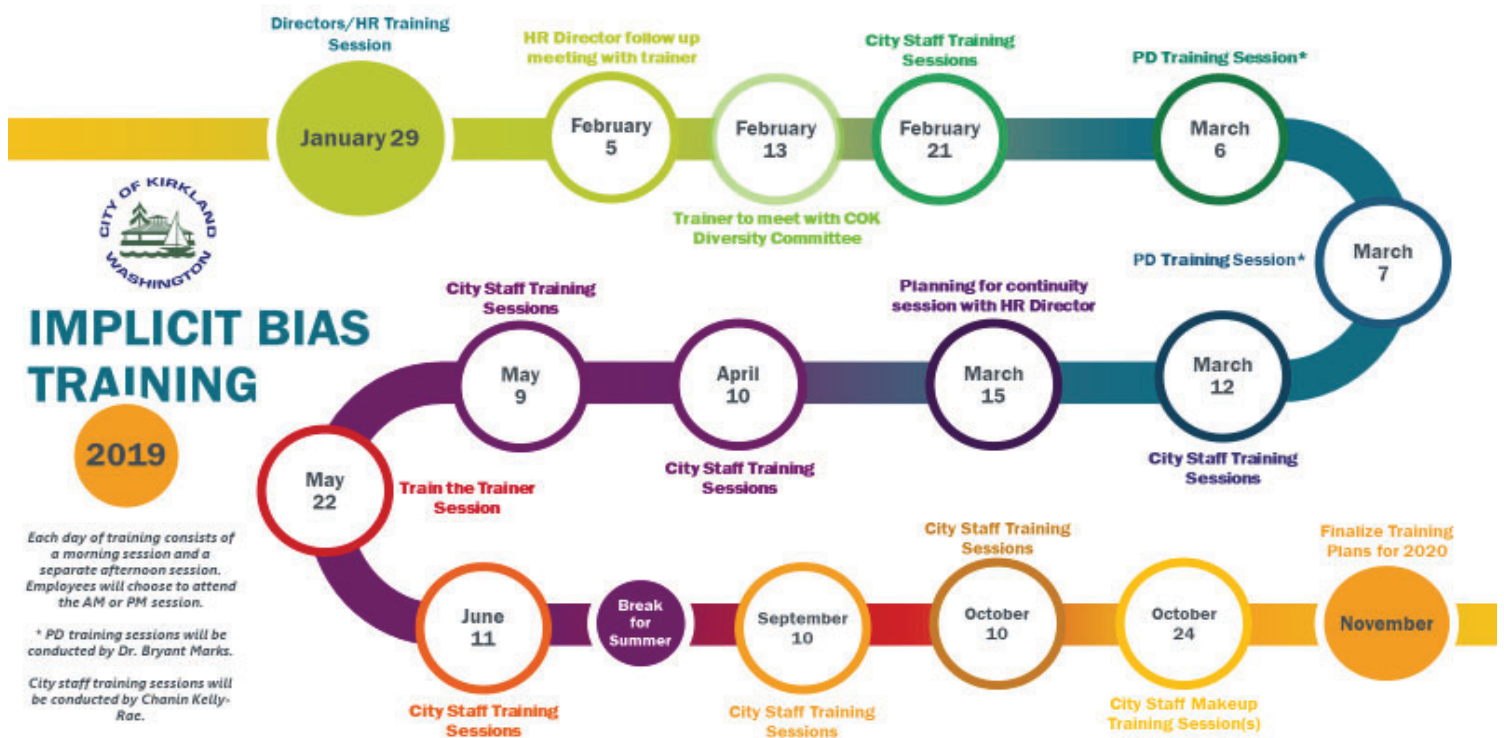 Directors/HR Training
Session
January 29
HR Director follow up
meeting with trainer
February
5
February
13
Trainer to meet with COK
Diversity Committee
City Staff Training
Sessions
February
21
PD Training Session*
March
6
PD Training Session*
March
7
CITY OF KIRKLAND
WASHINGTON
IMPLICIT BIAS
TRAINING
2019
Each day of training consists of
a morning session and a
separate afternoon session.
Employees will choose to attend
the AM or PM session.
* PD training sessions will be
conducted by Dr. Bryant Marks.
City staff training sessions will
be conducted by Chanin Kelly-
Rae.
March
12
City Staff Training
Sessions
Planning for continuity
session with HR Director
March
15
April
10
City Staff Training
Sessions
City Staff Training
Sessions
May
9
May
22
Train the Trainer
Session
June
11
City Staff Training
Sessions
Break
for
Summer
September
10
City Staff Training
Sessions
City Staff Training
Sessions
October
10
October
24
City Staff Makeup
Training Session(s)
Finalize Training
Plans for 2020
November